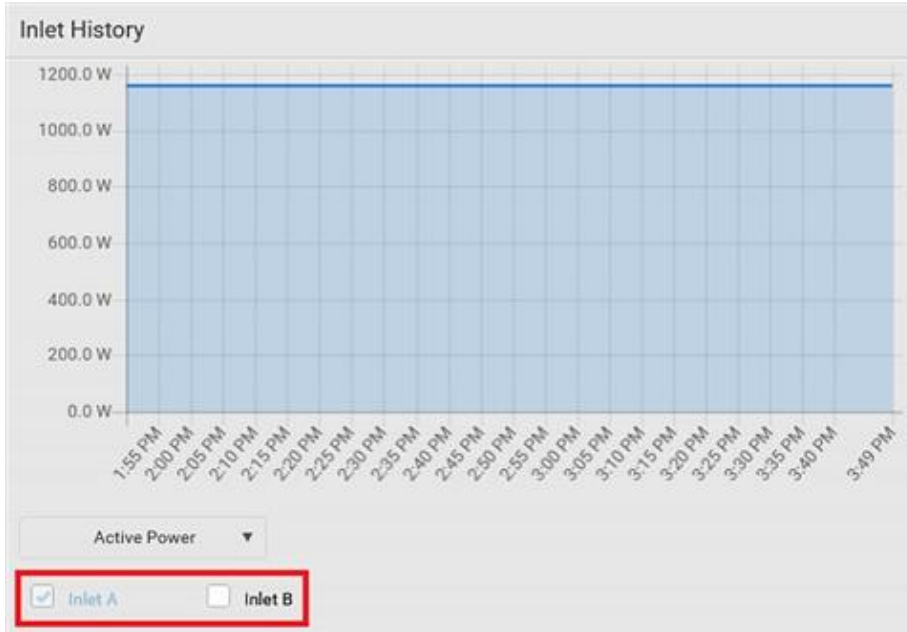 Inlet History
1200.0 W
1000.0 W
800.0 W
600.0 W
400.0 W
200.0 W
0.0 W
1:55 PM
2:00 PM
2:05 PM
2:10 PM
2:15 PM
2:20 PM
2:25 PM
2:30 PM
2:35 PM
2:40 PM
2:45 PM
2:50 PM
2:55 PM
3:00 PM
3:05 PM
3:10 PM
3:15 PM
3:20 PM
3:25 PM
3:30 PM
3:35 PM
3:40 PM
3:49 PM
Active Power
Inlet A
Inlet B